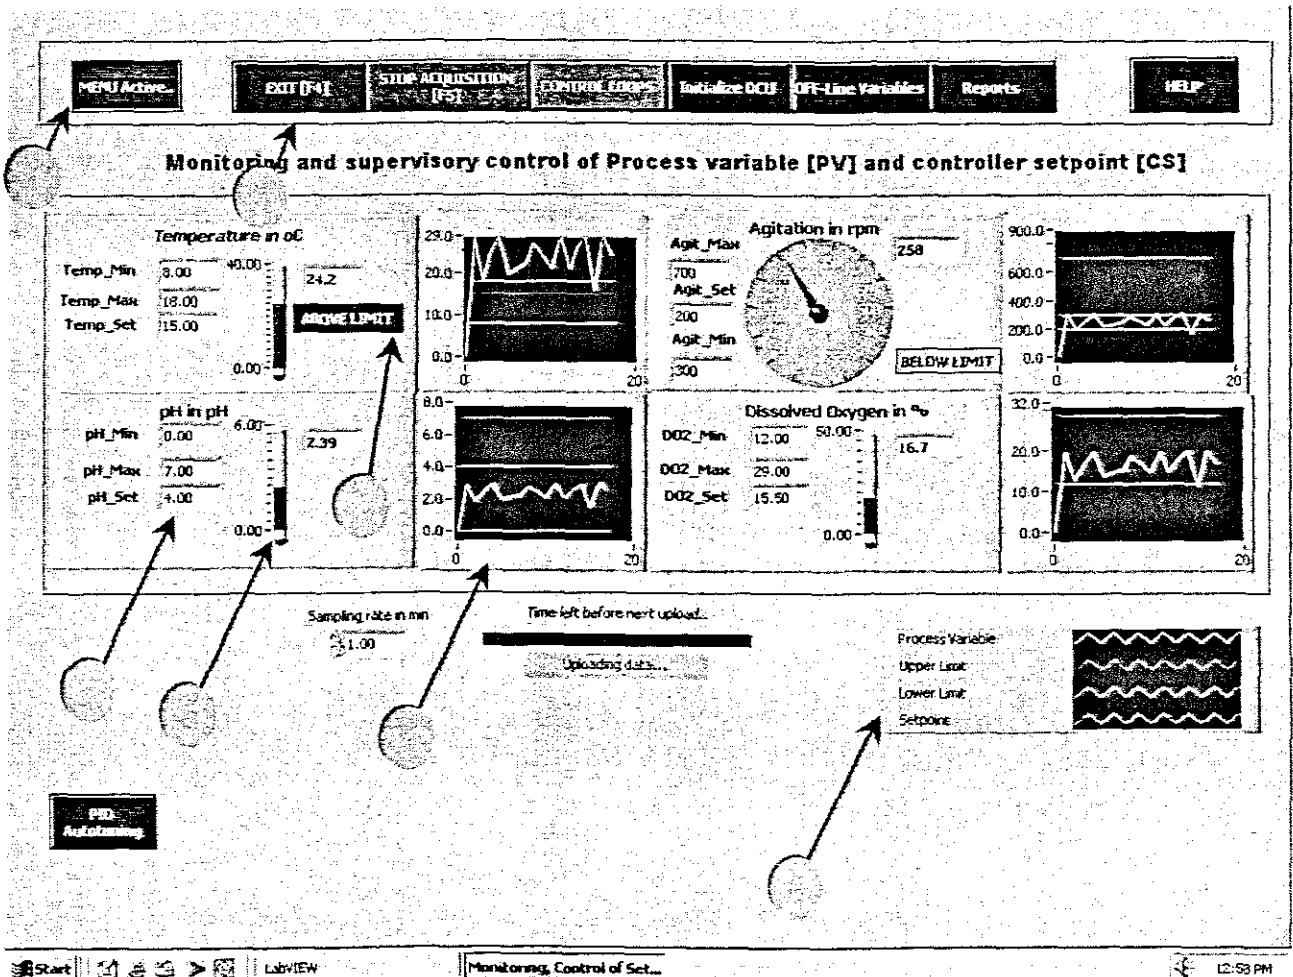 MENU Active...
EXIT [F4]
STOP ACQUISITION [F5]
CONTROL LOOPS
Initialize DCU
OFF-Line Variables
Reports
HELP
Monitoring and supervisory control of Process variable [PV] and controller setpoint [CS]
Temperature in oC
Temp_Min 8.00
Temp_Max 18.00
Temp_Set 15.00
40.00
0.00
24.2
ABOVE LIMIT
29.0
20.0
10.0
0.0
0 20
Agitation in rpm
Agit_Max
700
Agit_Set
200
Agit_Min
300
258
BELOW LIMIT
900.0
600.0
400.0
200.0
0.0
0 20
pH in pH
pH_Min 0.00
pH_Max 7.00
pH_Set 4.00
6.00
0.00
2.39
8.0
6.0
4.0
2.0
0.0
0 20
Dissolved Oxygen in %
DO2_Min 12.00
DO2_Max 29.00
DO2_Set 15.50
50.00
0.00
16.7
32.0
20.0
10.0
0.0
0 20
Sampling rate in mn
1.00
Time left before next upload...
Uploading data...
Process Variable
Upper Limit
Lower Limit
Setpoint
PID
Autotuning
Start
LabVIEW
Monitoring, Control of Set...
12:53 PM